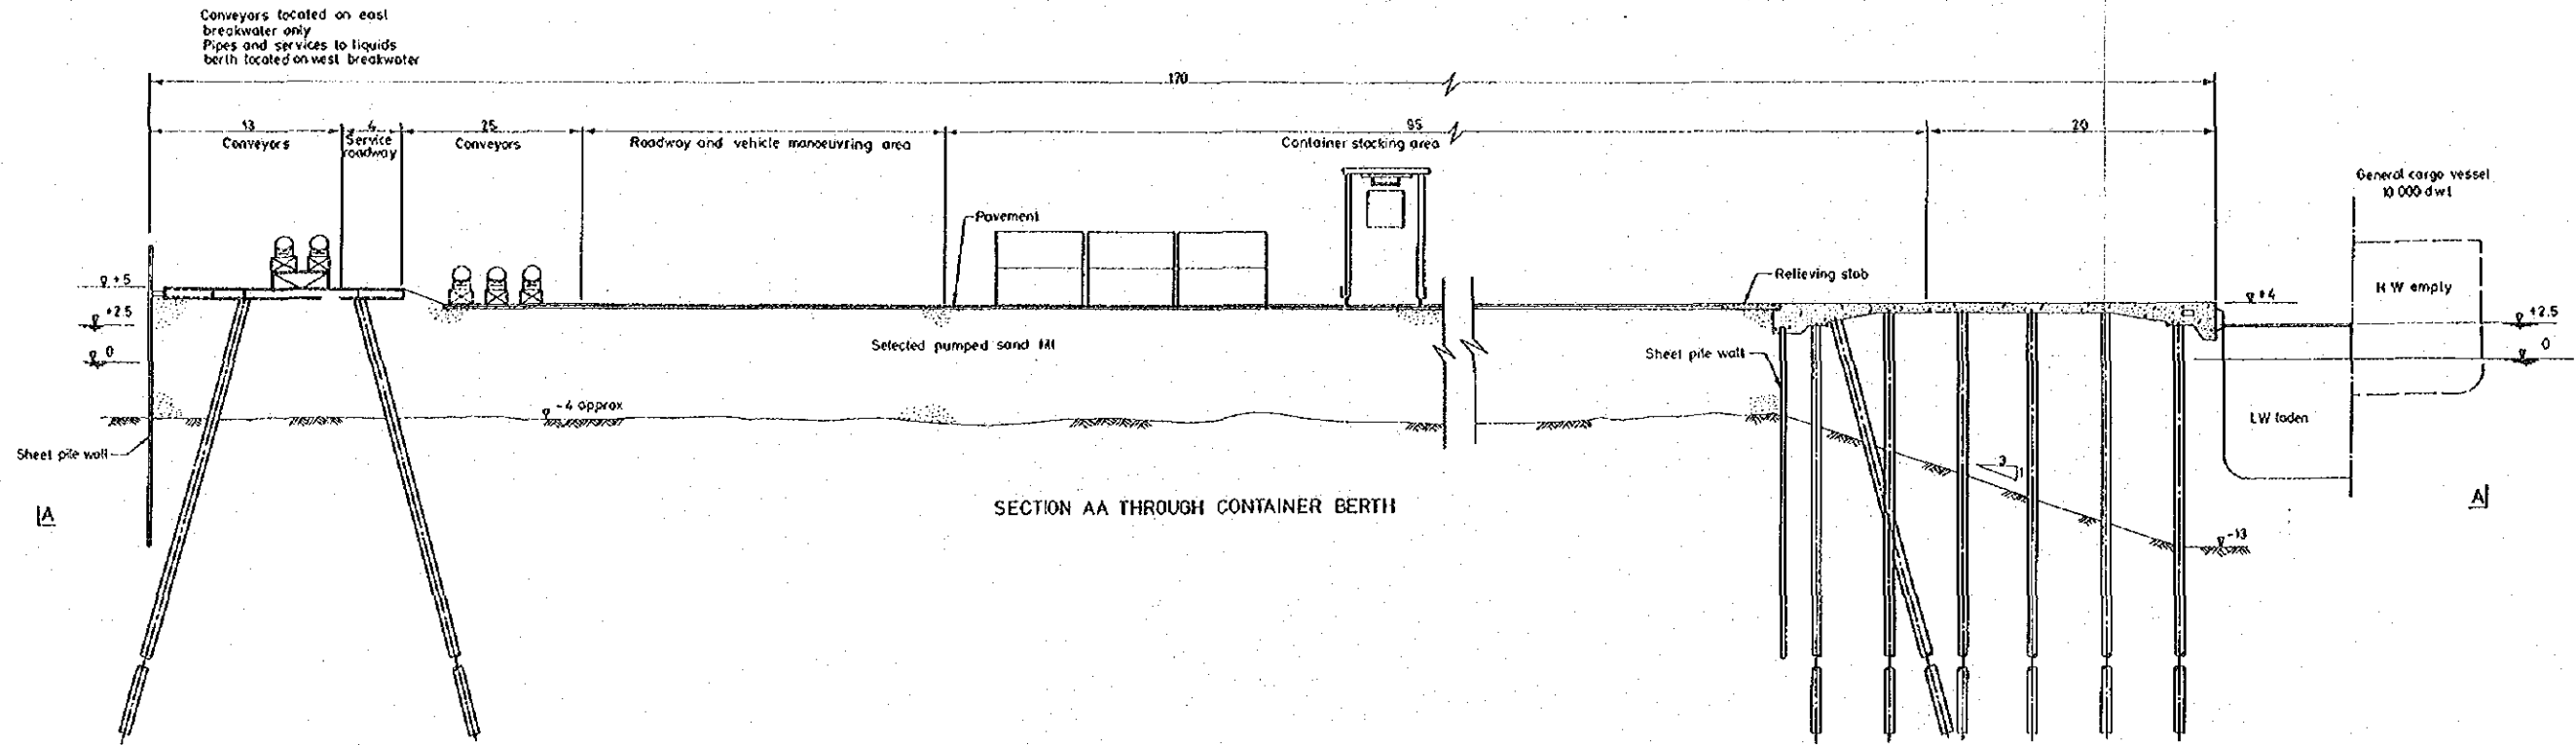 Conveyors located on east
breakwater only
Pipes and services to liquids
berth located on west breakwater
170
13
Conveyors
4
Service
roadway
25
Conveyors
Roadway and vehicle manoeuvring area
95
Container stacking area
20
General cargo vessel
10 000 dwt
Pavement
Relieving slab
+5
+2.5
0
+4
H W empty
+2.5
0
Selected pumped sand fill
Sheet pile wall
-4 approx
LW laden
Sheet pile wall
3
1
SECTION AA THROUGH CONTAINER BERTH
A
A
-13